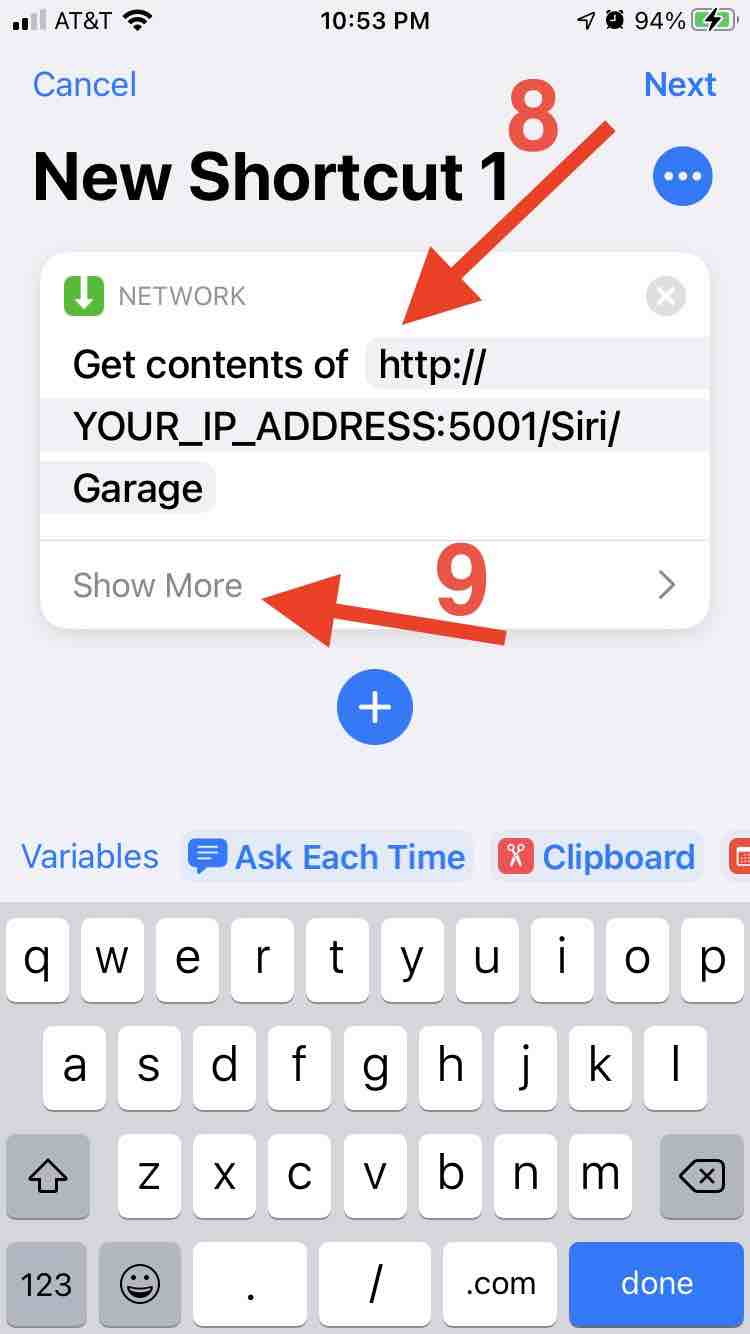 AT&T 10:53 PM 94%
Cancel Next
8
New Shortcut 1
NETWORK
Get contents of http://
YOUR_IP_ADDRESS:5001/Siri/
Garage
9
Show More
Variables Ask Each Time Clipboard
q w e r t y u i o p
a s d f g h j k l
z x c v b n m
123 . / .com done